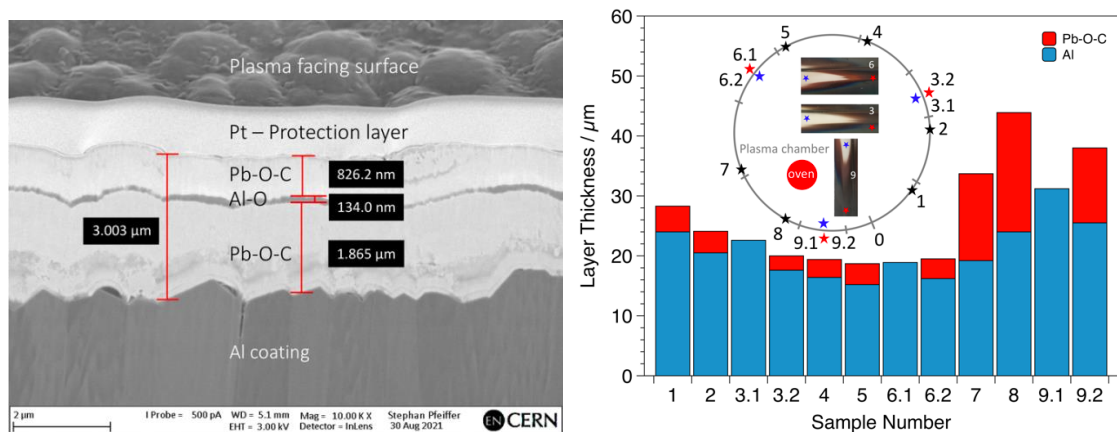 Plasma facing surface
Pt – Protection layer
Pb-O-C
826.2 nm
Al-O
134.0 nm
3.003 µm
Pb-O-C
1.865 µm
Al coating
2 µm
I Probe = 500 pA WD = 5.1 mm Mag = 10.00 K X Stephan Pfeiffer
EHT = 3.00 kV Detector = InLens 30 Aug 2021
EN CERN
Layer Thickness / µm
60
50
40
30
20
10
0
Pb-O-C
Al
5
4
6.1
6.2
6
3.2
3.1
3
2
Plasma chamber
oven
9
7
1
8
9.1
9.2
0
1 2 3.1 3.2 4 5 6.1 6.2 7 8 9.1 9.2
Sample Number